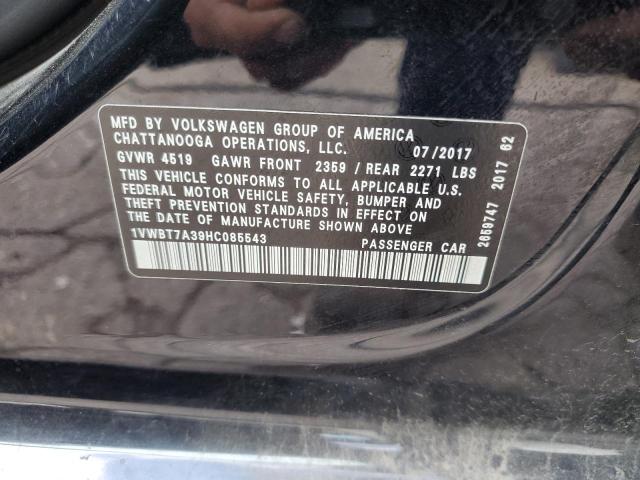 MFD BY VOLKSWAGEN GROUP OF AMERICA
CHATTANOOGA OPERATIONS, LLC. 07/2017
GVWR 4519 GAWR FRONT 2359 / REAR 2271 LBS
THIS VEHICLE CONFORMS TO ALL APPLICABLE U.S.
FEDERAL MOTOR VEHICLE SAFETY, BUMPER AND
THEFT PREVENTION STANDARDS IN EFFECT ON
THE DATE OF MANUFACTURE SHOWN ABOVE
1VWBT7A39HC085543 PASSENGER CAR
2659747 2017 62